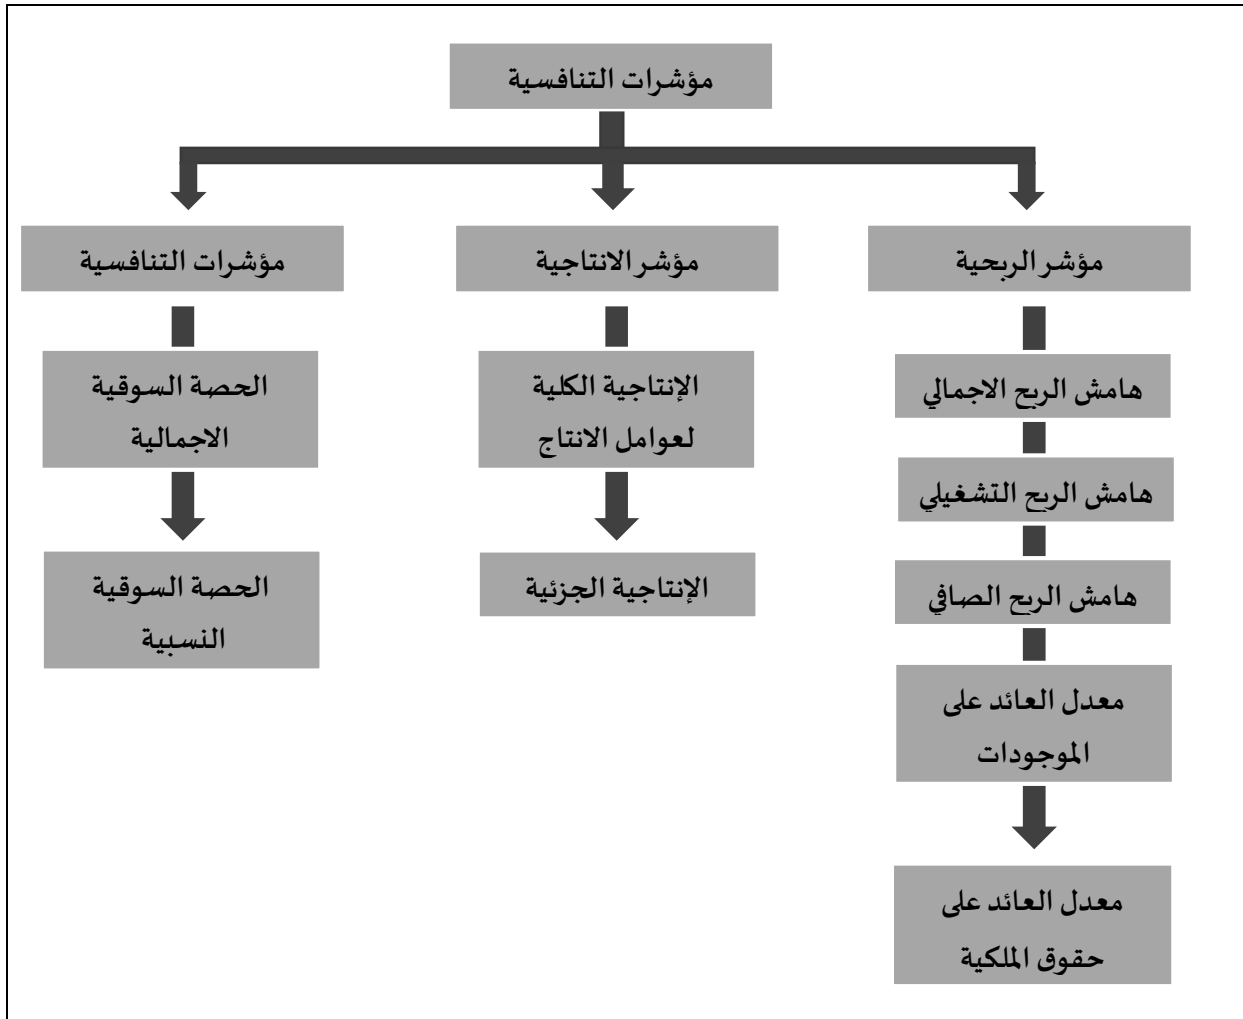 مؤشرات التنافسية
مؤشر الربحية
هامش الربح الاجمالي
هامش الربح التشغيلي
هامش الربح الصافي
معدل العائد على
الموجودات
معدل العائد على
حقوق الملكية
مؤشر الانتاجية
الإنتاجية الكلية
لعوامل الانتاج
الإنتاجية الجزئية
مؤشرات التنافسية
الحصة السوقية
الاجمالية
الحصة السوقية
النسبية